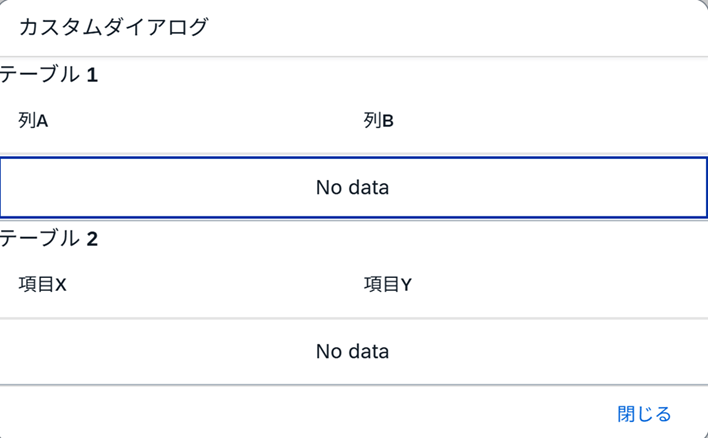 カスタムダイアログ
テーブル 1
列A 列B
No data
テーブル 2
項目X 項目Y
No data
閉じる